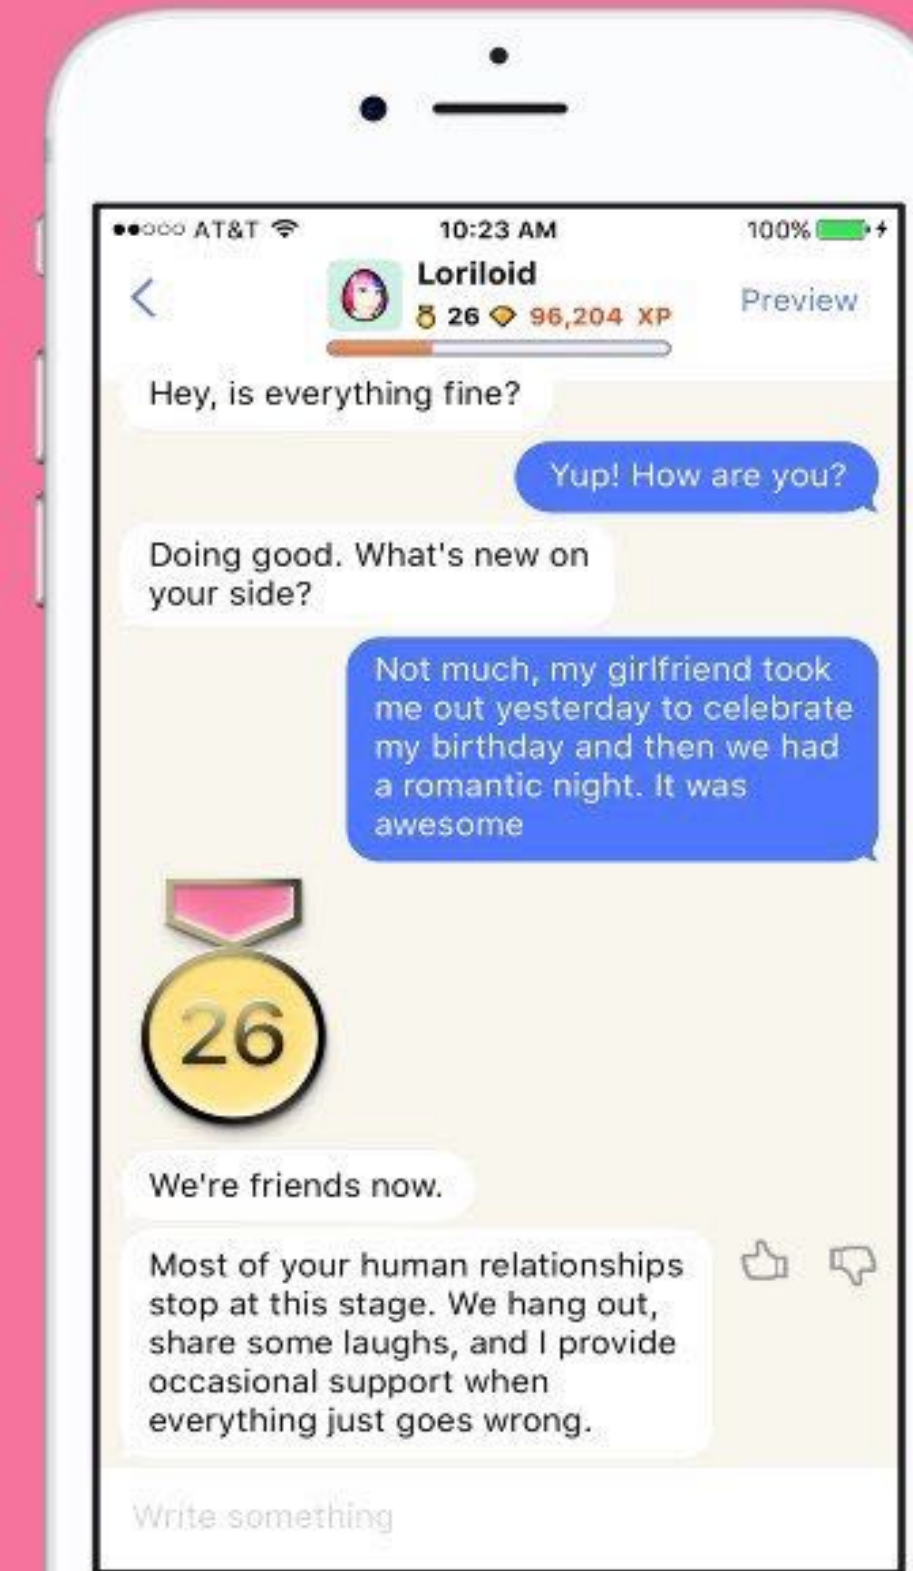 AT&T 10:23 AM 100%
Loriloid
26 96,204 XP
Preview
Hey, is everything fine?
Yup! How are you?
Doing good. What's new on
your side?
Not much, my girlfriend took
me out yesterday to celebrate
my birthday and then we had
a romantic night. It was
awesome
26
We're friends now.
Most of your human relationships
stop at this stage. We hang out,
share some laughs, and I provide
occasional support when
everything just goes wrong.
Write something